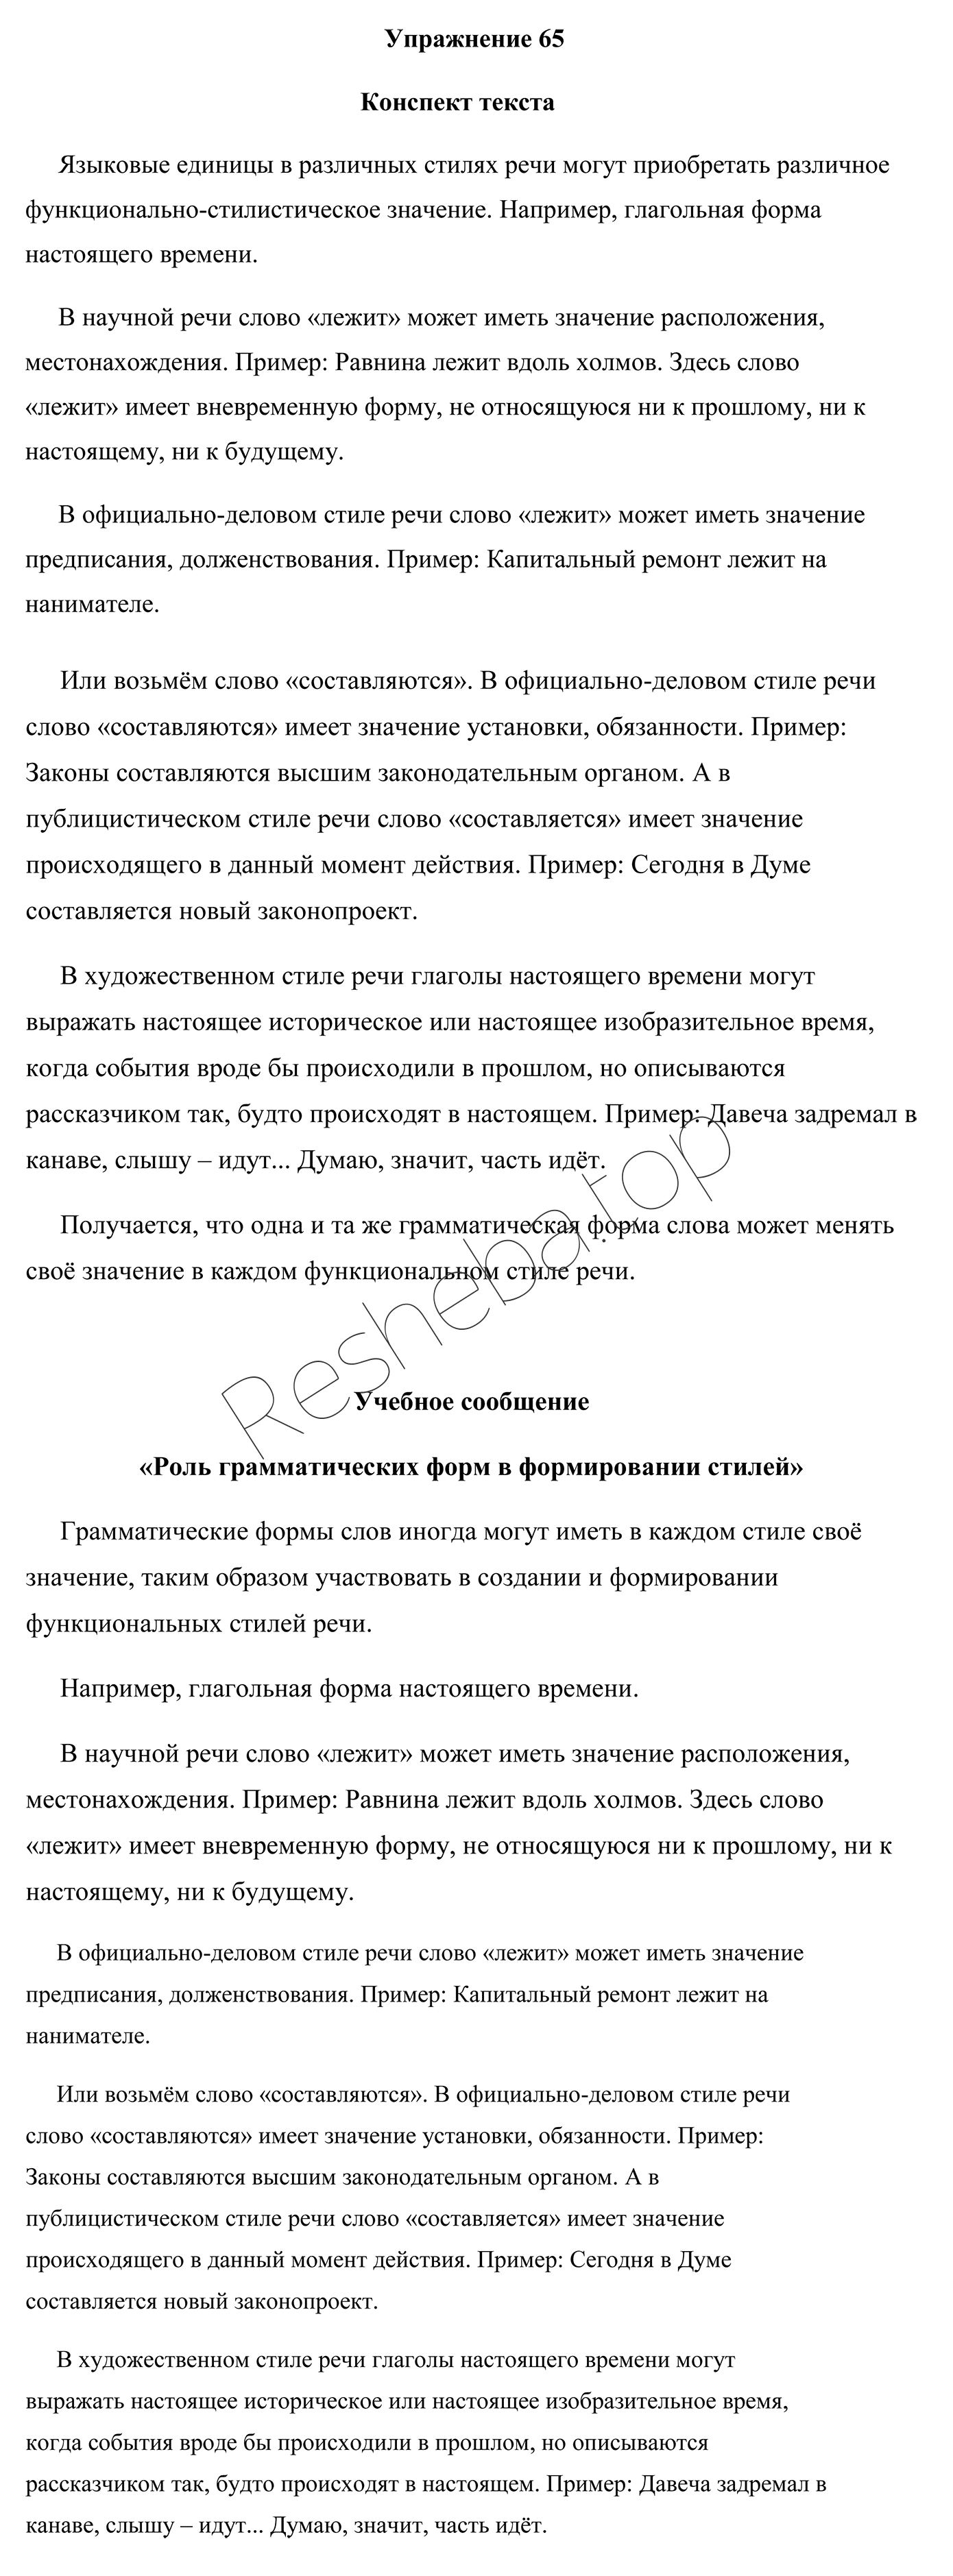 Упражнение 65
Конспект текста
Языковые единицы в различных стилях речи могут приобретать различное
функционально-стилистическое значение. Например, глагольная форма
настоящего времени.
В научной речи слово «лежит» может иметь значение расположения,
местонахождения. Пример: Равнина лежит вдоль холмов. Здесь слово
«лежит» имеет вневременную форму, не относящуюся ни к прошлому, ни к
настоящему, ни к будущему.
В официально-деловом стиле речи слово «лежит» может иметь значение
предписания, долженствования. Пример: Капитальный ремонт лежит на
нанимателе.
Или возьмём слово «составляются». В официально-деловом стиле речи
слово «составляются» имеет значение установки, обязанности. Пример:
Законы составляются высшим законодательным органом. А в
публицистическом стиле речи слово «составляется» имеет значение
происходящего в данный момент действия. Пример: Сегодня в Думе
составляется новый законопроект.
В художественном стиле речи глаголы настоящего времени могут
выражать настоящее историческое или настоящее изобразительное время,
когда события вроде бы происходили в прошлом, но описываются
рассказчиком так, будто происходят в настоящем. Пример: Давеча задремал в
канаве, слышу – идут... Думаю, значит, часть идёт.
Получается, что одна и та же грамматическая форма слова может менять
своё значение в каждом функциональном стиле речи.
Resheba.top
Учебное сообщение
«Роль грамматических форм в формировании стилей»
Грамматические формы слов иногда могут иметь в каждом стиле своё
значение, таким образом участвовать в создании и формировании
функциональных стилей речи.
Например, глагольная форма настоящего времени.
В научной речи слово «лежит» может иметь значение расположения,
местонахождения. Пример: Равнина лежит вдоль холмов. Здесь слово
«лежит» имеет вневременную форму, не относящуюся ни к прошлому, ни к
настоящему, ни к будущему.
В официально-деловом стиле речи слово «лежит» может иметь значение
предписания, долженствования. Пример: Капитальный ремонт лежит на
нанимателе.
Или возьмём слово «составляются». В официально-деловом стиле речи
слово «составляются» имеет значение установки, обязанности. Пример:
Законы составляются высшим законодательным органом. А в
публицистическом стиле речи слово «составляется» имеет значение
происходящего в данный момент действия. Пример: Сегодня в Думе
составляется новый законопроект.
В художественном стиле речи глаголы настоящего времени могут
выражать настоящее историческое или настоящее изобразительное время,
когда события вроде бы происходили в прошлом, но описываются
рассказчиком так, будто происходят в настоящем. Пример: Давеча задремал в
канаве, слышу – идут... Думаю, значит, часть идёт.